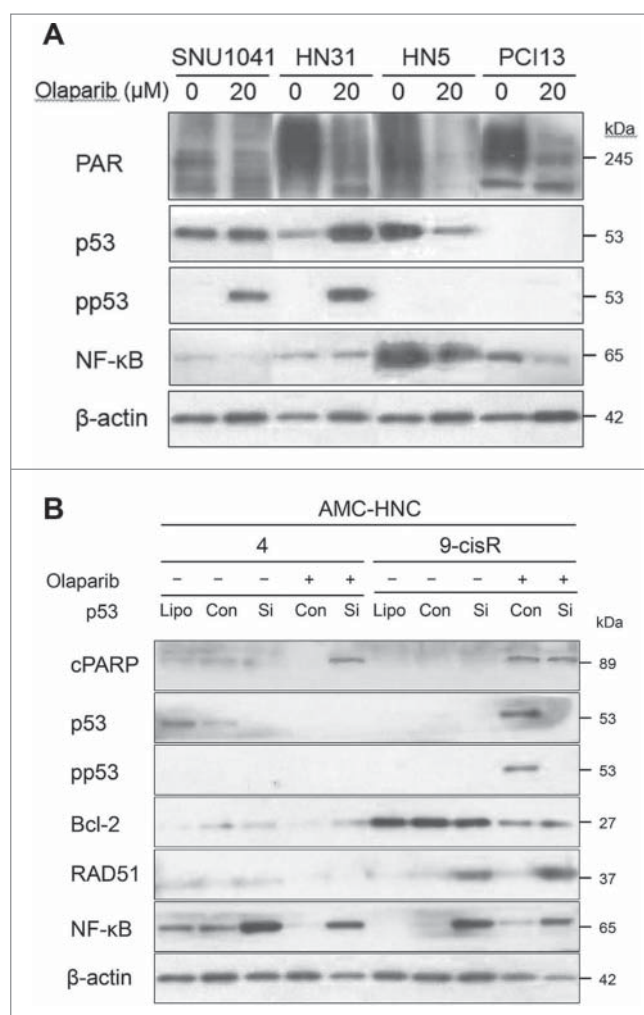 A
SNU1041 HN31 HN5 PCI13
Olaparib (μM) 0 20 0 20 0 20 0 20
kDa
PAR 245
p53 53
pp53 53
NF-κB 65
β-actin 42
B
AMC-HNC
4 9-cisR
Olaparib − − − + + − − − + +
p53 Lipo Con Si Con Si Lipo Con Si Con Si
kDa
cPARP 89
p53 53
pp53 53
Bcl-2 27
RAD51 37
NF-κB 65
β-actin 42